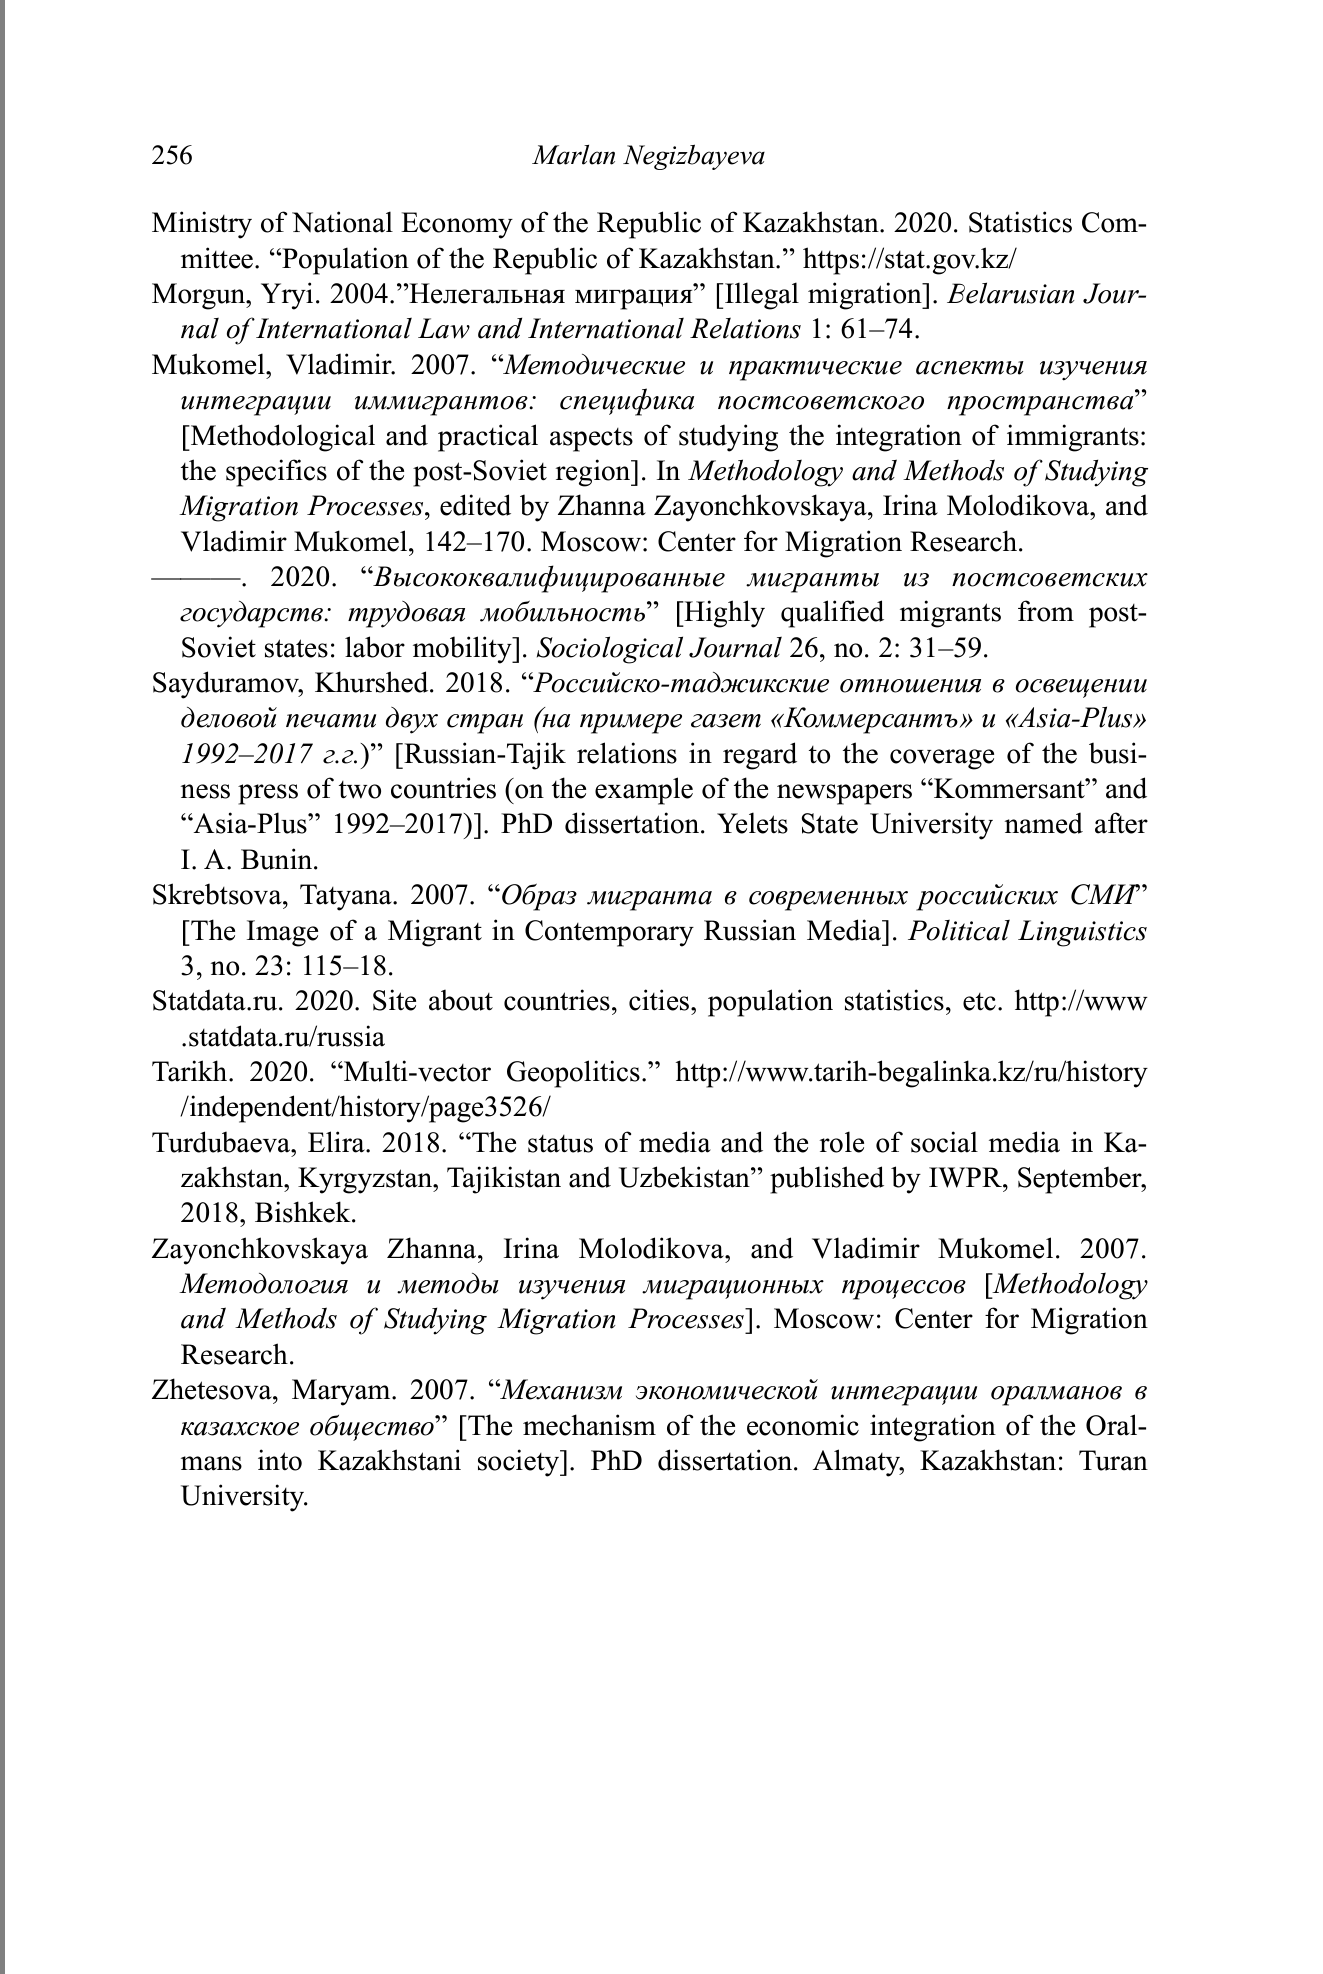 256
Marlan Negizbayeva
Ministry of National Economy of the Republic of Kazakhstan. 2020. Statistics Com-
mittee. “Population of the Republic of Kazakhstan.” https://stat.gov.kz/
Morgun, Yryi. 2004.”Нелегальная миграция” [Illegal migration]. Belarusian Jour-
nal of International Law and International Relations 1: 61–74.
Mukomel, Vladimir. 2007. “Методические и практические аспекты изучения
интеграции иммигрантов: специфика постсоветского пространства”
[Methodological and practical aspects of studying the integration of immigrants:
the specifics of the post-Soviet region]. In Methodology and Methods of Studying
Migration Processes, edited by Zhanna Zayonchkovskaya, Irina Molodikova, and
Vladimir Mukomel, 142–170. Moscow: Center for Migration Research.
———. 2020. “Высококвалифицированные мигранты из постсоветских
государств: трудовая мобильность” [Highly qualified migrants from post-
Soviet states: labor mobility]. Sociological Journal 26, no. 2: 31–59.
Sayduramov, Khurshed. 2018. “Российско-таджикские отношения в освещении
деловой печати двух стран (на примере газет «Коммерсантъ» и «Asia-Plus»
1992–2017 г.г.)” [Russian-Tajik relations in regard to the coverage of the busi-
ness press of two countries (on the example of the newspapers “Kommersant” and
“Asia-Plus” 1992–2017)]. PhD dissertation. Yelets State University named after
I. A. Bunin.
Skrebtsova, Tatyana. 2007. “Образ мигранта в современных российских СМИ”
[The Image of a Migrant in Contemporary Russian Media]. Political Linguistics
3, no. 23: 115–18.
Statdata.ru. 2020. Site about countries, cities, population statistics, etc. http://www
.statdata.ru/russia
Tarikh. 2020. “Multi-vector Geopolitics.” http://www.tarih-begalinka.kz/ru/history
/independent/history/page3526/
Turdubaeva, Elira. 2018. “The status of media and the role of social media in Ka-
zakhstan, Kyrgyzstan, Tajikistan and Uzbekistan” published by IWPR, September,
2018, Bishkek.
Zayonchkovskaya Zhanna, Irina Molodikova, and Vladimir Mukomel. 2007.
Методология и методы изучения миграционных процессов [Methodology
and Methods of Studying Migration Processes]. Moscow: Center for Migration
Research.
Zhetesova, Maryam. 2007. “Механизм экономической интеграции оралманов в
казахское общество” [The mechanism of the economic integration of the Oral-
mans into Kazakhstani society]. PhD dissertation. Almaty, Kazakhstan: Turan
University.